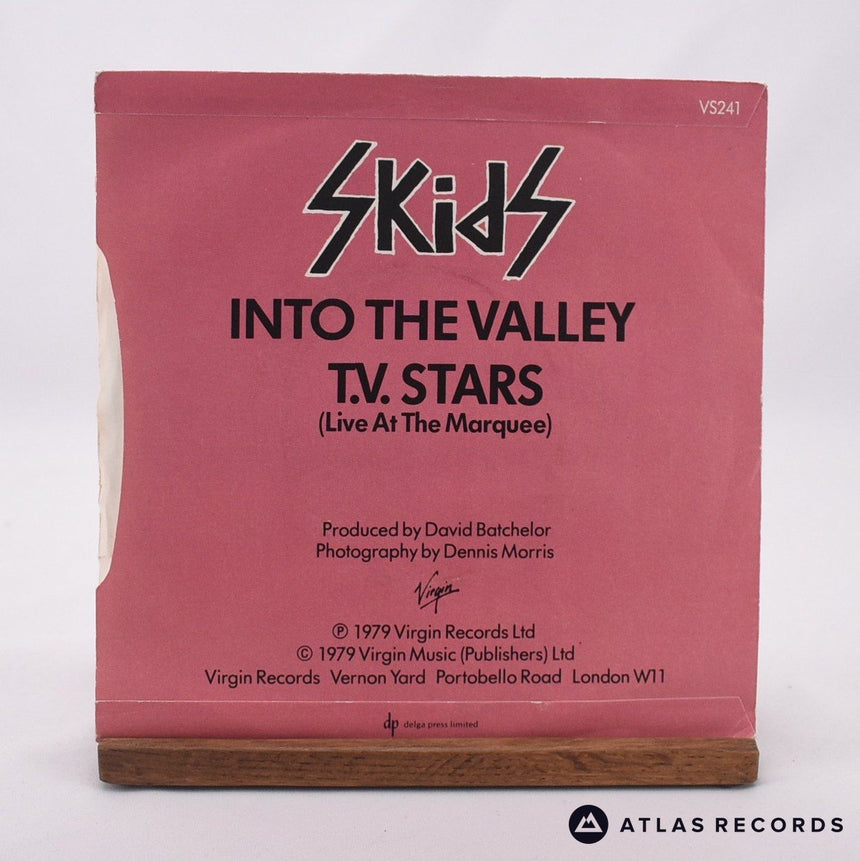 VS241
SKidS
INTO THE VALLEY
T.V. STARS
(Live At The Marquee)
Produced by David Batchelor
Photography by Dennis Morris
Virgin
℗ 1979 Virgin Records Ltd
© 1979 Virgin Music (Publishers) Ltd
Virgin Records Vernon Yard Portobello Road London W11
dp delga press limited
ATLAS RECORDS